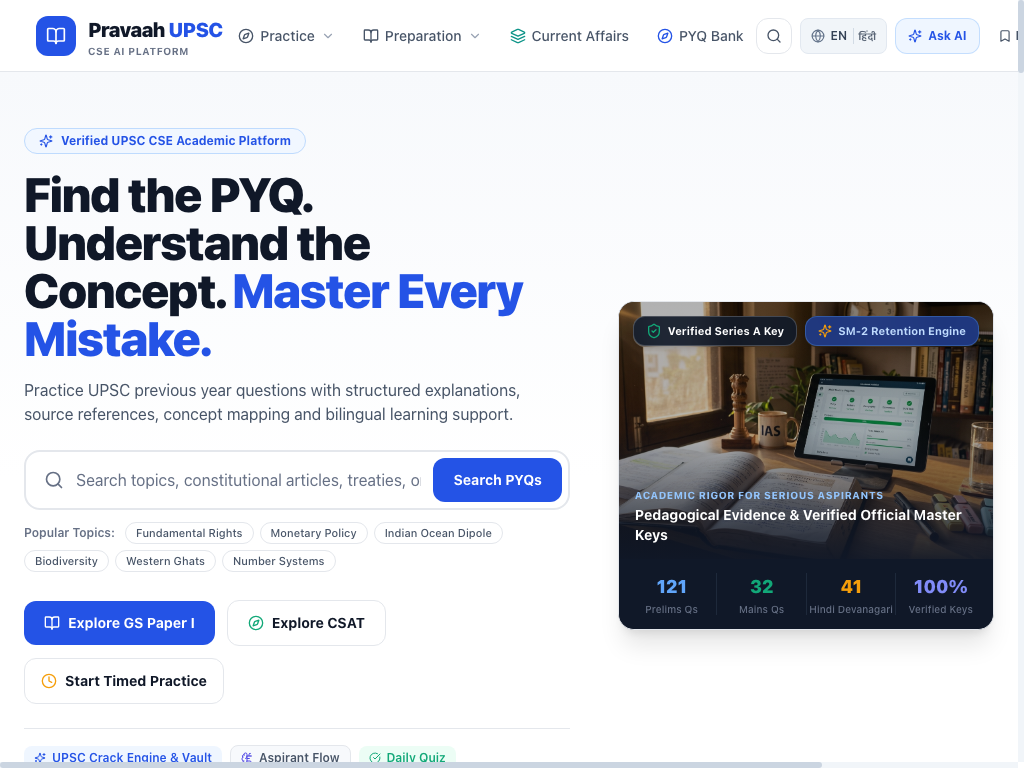 Pravaah UPSC
CSE AI PLATFORM
Practice
Preparation
Current Affairs
PYQ Bank
EN
हिंदी
Ask AI
Verified UPSC CSE Academic Platform
Find the PYQ.
Understand the
Concept. Master Every
Mistake.
Practice UPSC previous year questions with structured explanations,
source references, concept mapping and bilingual learning support.
Search topics, constitutional articles, treaties, o
Search PYQs
Popular Topics:
Fundamental Rights
Monetary Policy
Indian Ocean Dipole
Biodiversity
Western Ghats
Number Systems
Explore GS Paper I
Explore CSAT
Start Timed Practice
UPSC Crack Engine & Vault
Aspirant Flow
Daily Quiz
Verified Series A Key
SM-2 Retention Engine
IAS
ACADEMIC RIGOR FOR SERIOUS ASPIRANTS
Pedagogical Evidence & Verified Official Master
Keys
121
Prelims Qs
32
Mains Qs
41
Hindi Devanagari
100%
Verified Keys